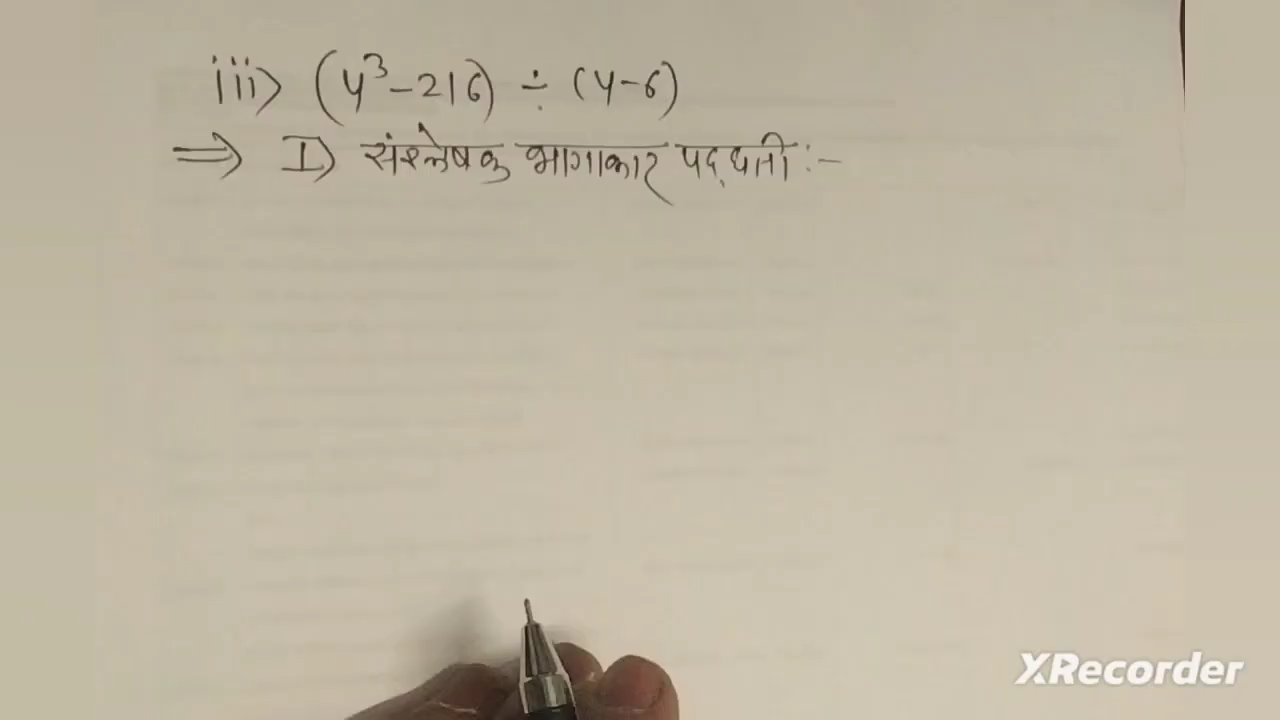 iii> (y³-216) ÷ (y-6)
⇒ I) संश्लेषक भागाकार पद्धती :-
XRecorder